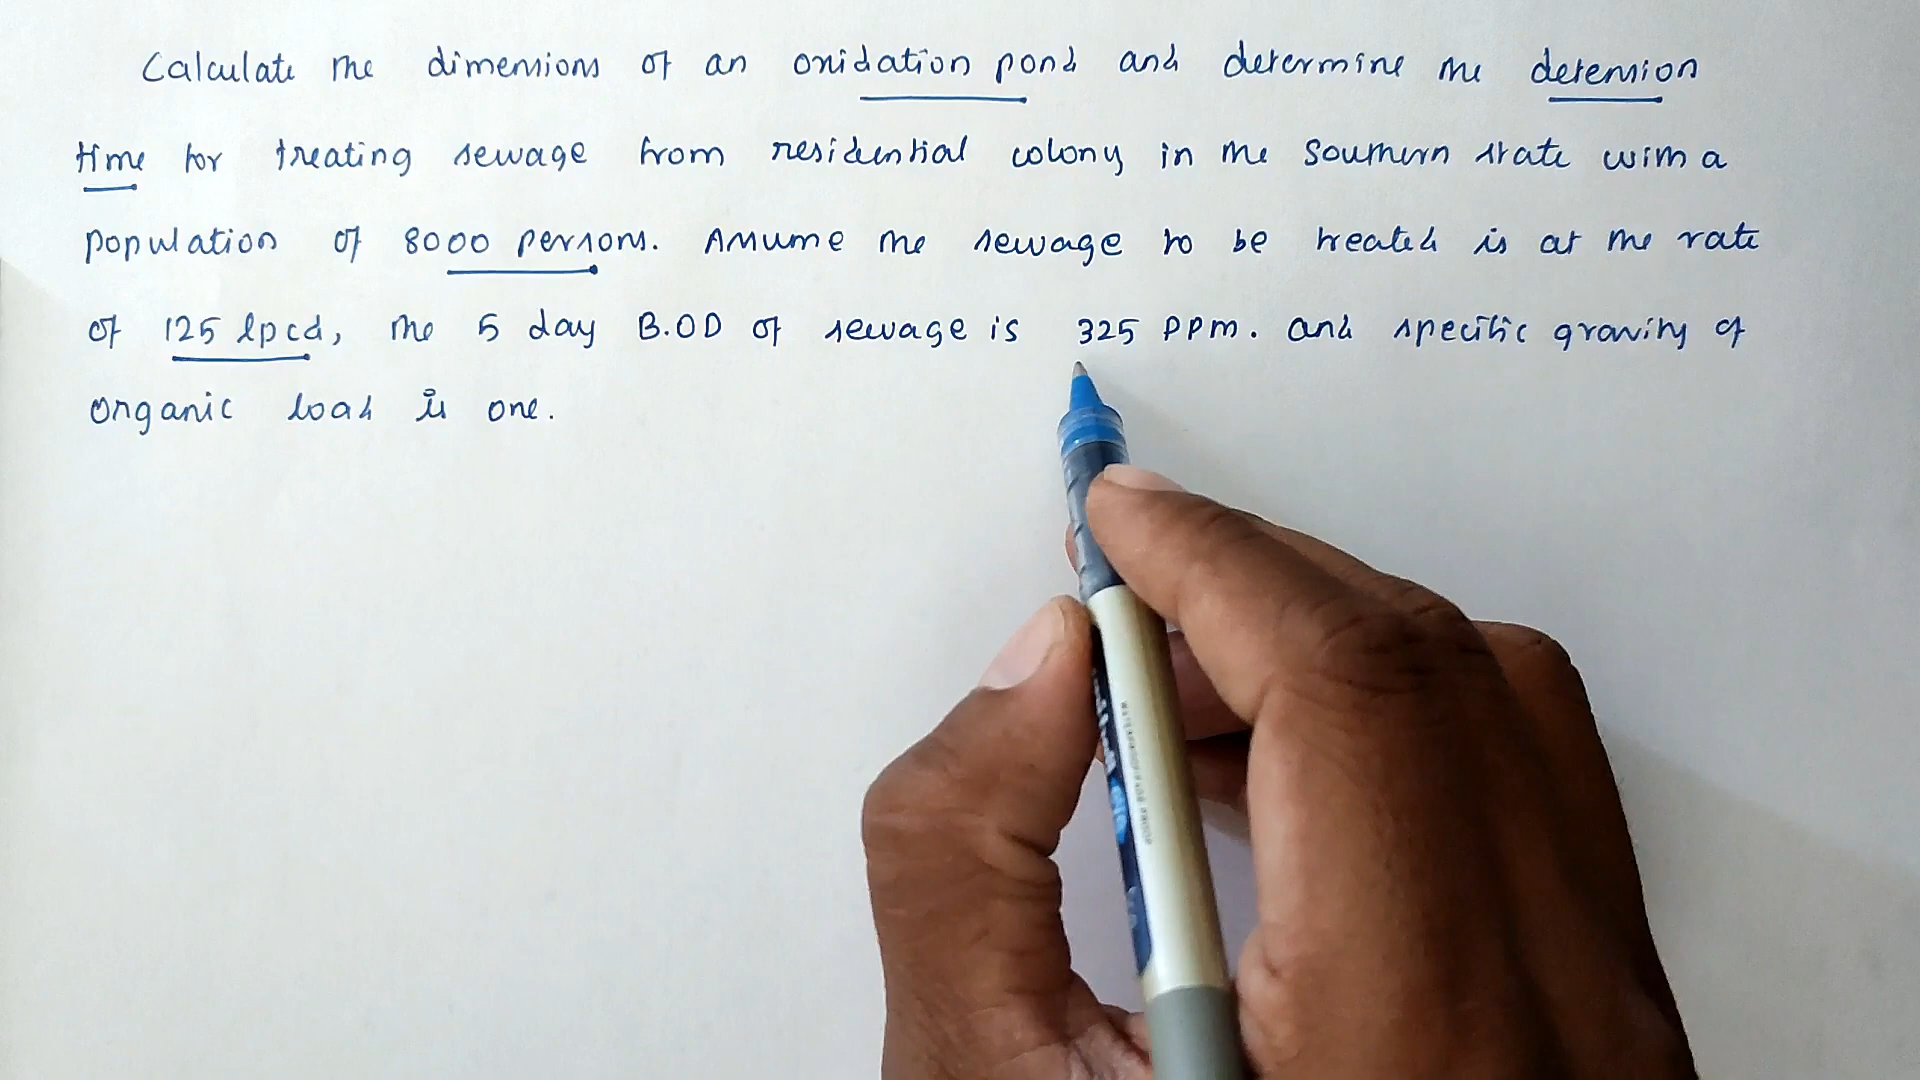 Calculate the dimensions of an oxidation pond and determine the detension
time for treating sewage from residential colony in the Southern state with a
population of 8000 persons. Assume the sewage to be treated is at the rate
of 125 lpcd, the 5 day B.OD of sewage is 325 PPm. and specific gravity of
organic load is one.